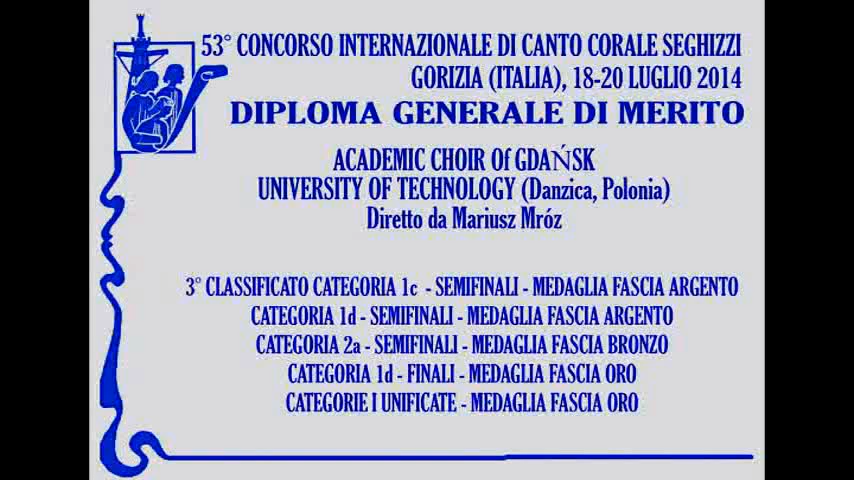 53° CONCORSO INTERNAZIONALE DI CANTO CORALE SEGHIZZI
GORIZIA (ITALIA), 18-20 LUGLIO 2014
DIPLOMA GENERALE DI MERITO
ACADEMIC CHOIR Of GDAŃSK
UNIVERSITY OF TECHNOLOGY (Danzica, Polonia)
Diretto da Mariusz Mróz
3° CLASSIFICATO CATEGORIA 1c - SEMIFINALI - MEDAGLIA FASCIA ARGENTO
CATEGORIA 1d - SEMIFINALI - MEDAGLIA FASCIA ARGENTO
CATEGORIA 2a - SEMIFINALI - MEDAGLIA FASCIA BRONZO
CATEGORIA 1d - FINALI - MEDAGLIA FASCIA ORO
CATEGORIE I UNIFICATE - MEDAGLIA FASCIA ORO